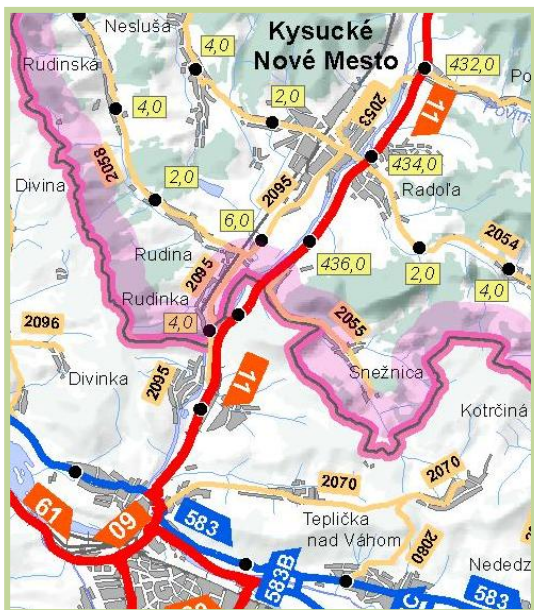 Nesluša
Kysucké
Nové Mesto
4,0
Rudinská
432,0
4,0
2,0
11
2053
2058
434,0
Divina
2,0
2095
Radoľa
6,0
2054
Rudina
2095
436,0
2,0
4,0
Rudinka
4,0
2055
2096
Snežnica
Divinka
2095
11
Kotrčiná
2070
2070
61
60
583
Teplička
nad Váhom
2080
583B
Nededz
583